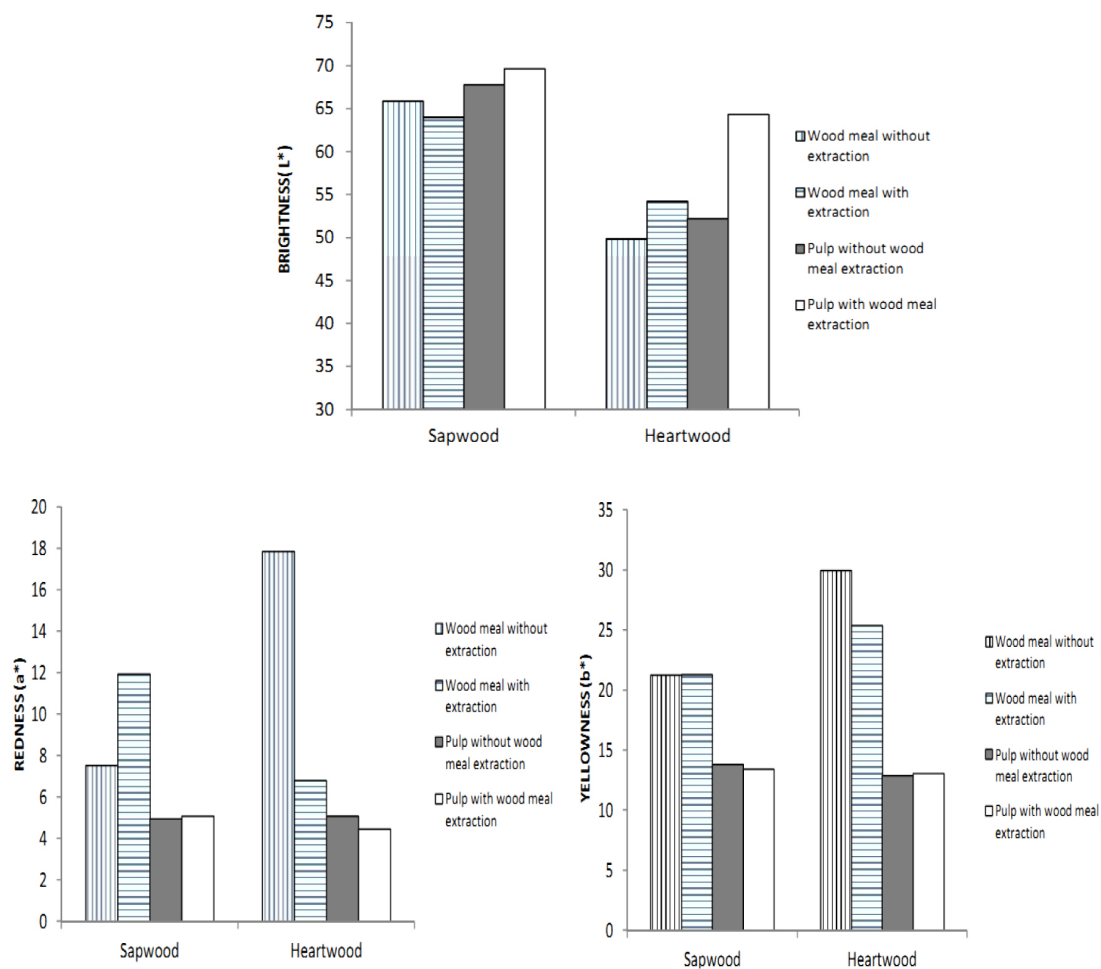 75
70
65
60
55
50
45
40
35
30
BRIGHTNESS( L*)
Sapwood
Heartwood
Wood meal without
extraction
Wood meal with
extraction
Pulp without wood
meal extraction
Pulp with wood meal
extraction
20
18
16
14
12
10
8
6
4
2
0
REDNESS (a*)
Sapwood
Heartwood
Wood meal without
extraction
Wood meal with
extraction
Pulp without wood
meal extraction
Pulp with wood meal
extraction
35
30
25
20
15
10
5
0
YELLOWNESS (b*)
Sapwood
Heartwood
Wood meal without
extraction
Wood meal with
extraction
Pulp without wood
meal extraction
Pulp with wood meal
extraction